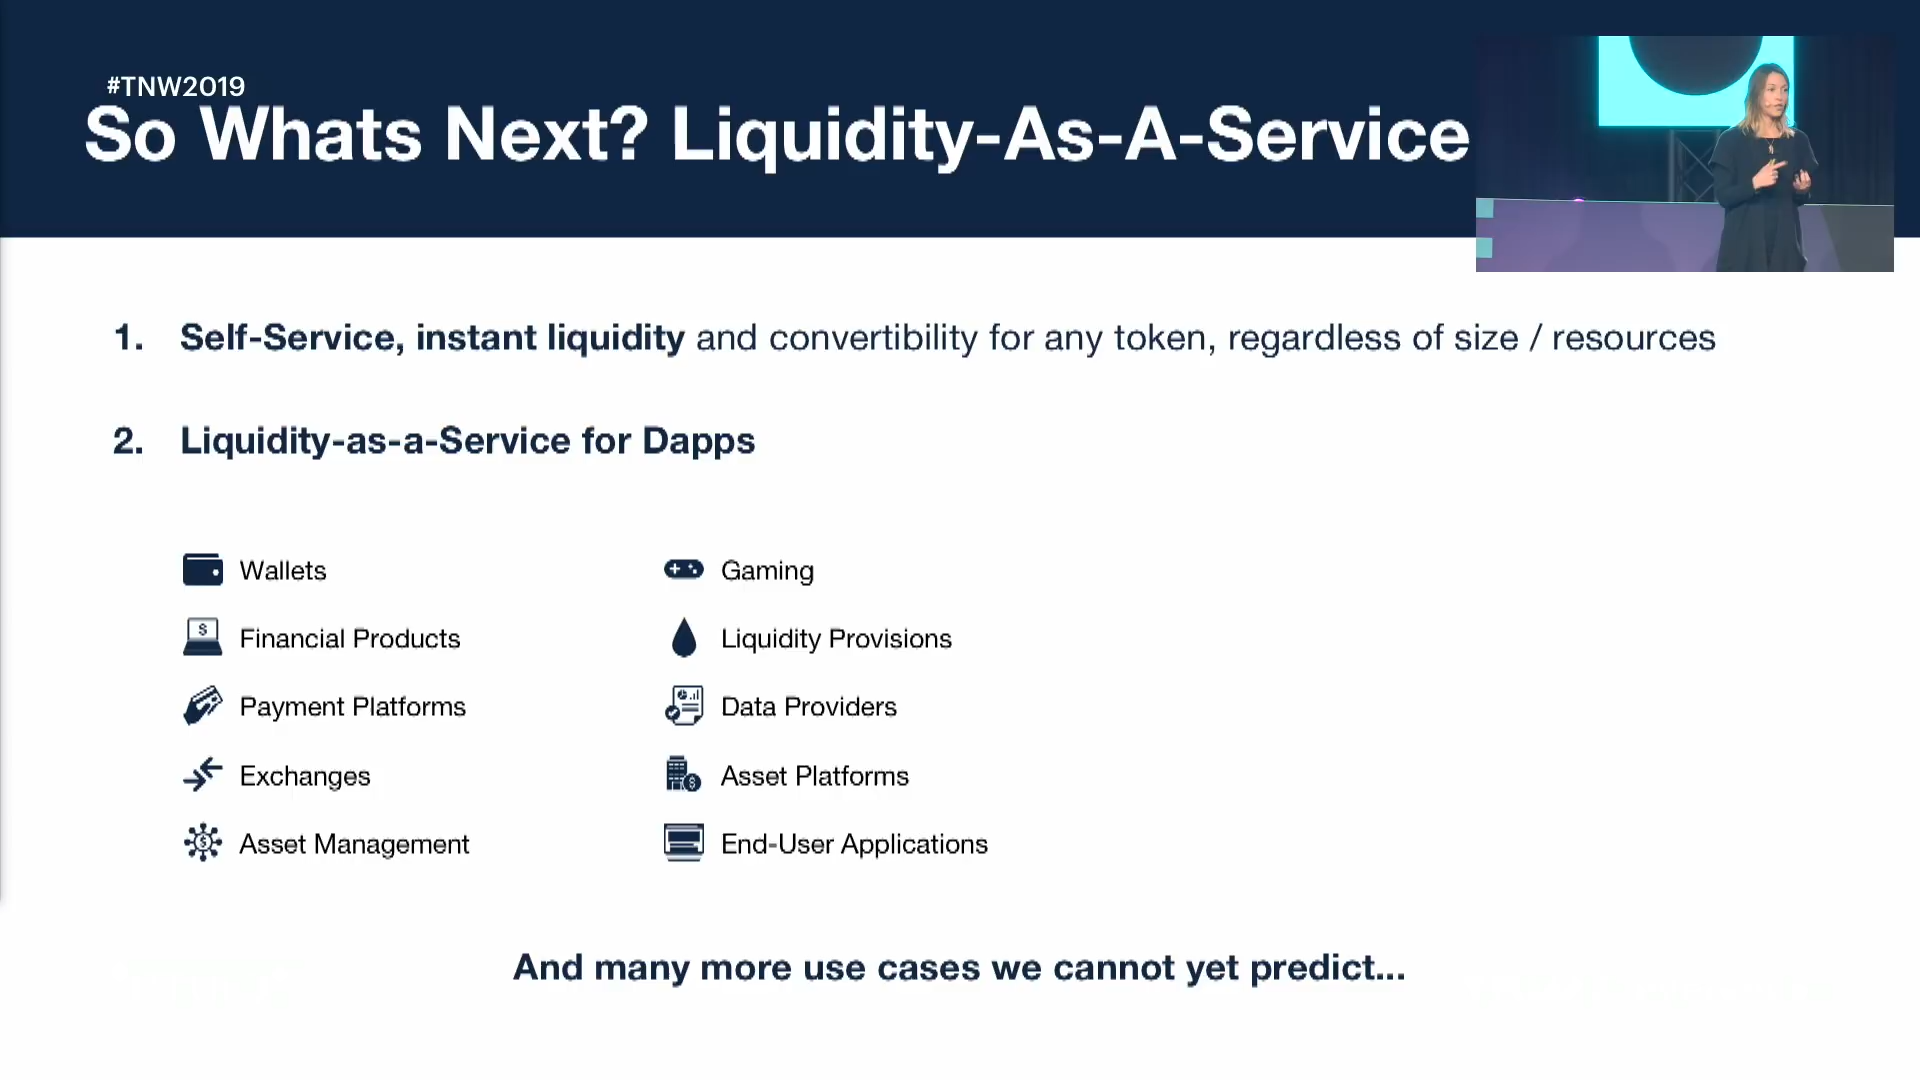 #TNW2019
So Whats Next? Liquidity-As-A-Service
1. Self-Service, instant liquidity and convertibility for any token, regardless of size / resources
2. Liquidity-as-a-Service for Dapps
Wallets
Financial Products
Payment Platforms
Exchanges
Asset Management
Gaming
Liquidity Provisions
Data Providers
Asset Platforms
End-User Applications
And many more use cases we cannot yet predict...